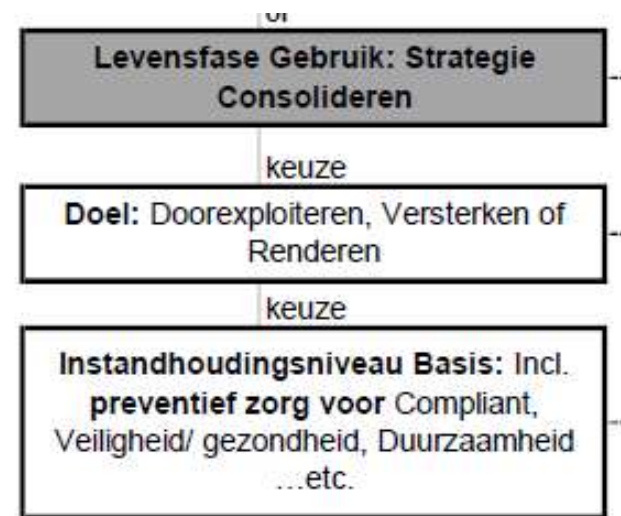 of
Levensfase Gebruik: Strategie
Consolideren
keuze
Doel: Doorexploiteren, Versterken of
Renderen
keuze
Instandhoudingsniveau Basis: Incl.
preventief zorg voor Compliant,
Veiligheid/ gezondheid, Duurzaamheid
...etc.